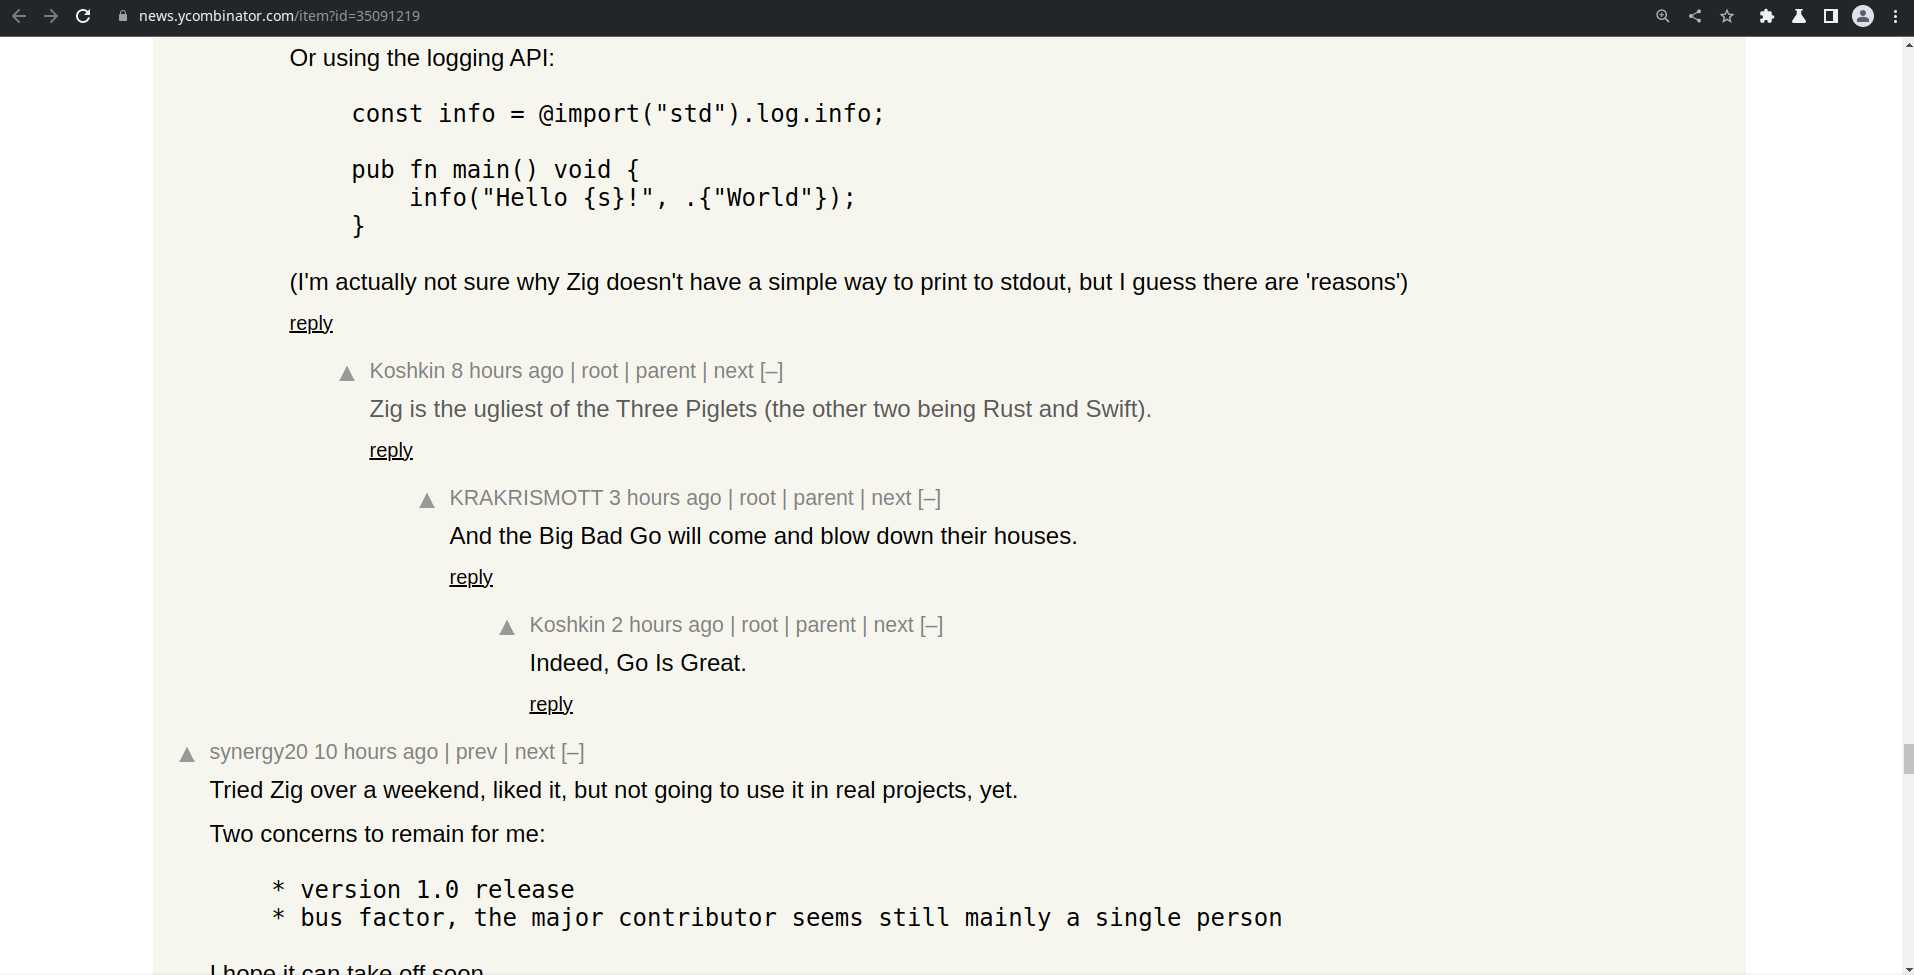 news.ycombinator.com/item?id=35091219
Or using the logging API:
const info = @import("std").log.info;
pub fn main() void {
    info("Hello {s}!", .{"World"});
}
(I'm actually not sure why Zig doesn't have a simple way to print to stdout, but I guess there are 'reasons')
reply
Koshkin 8 hours ago | root | parent | next [–]
Zig is the ugliest of the Three Piglets (the other two being Rust and Swift).
reply
KRAKRISMOTT 3 hours ago | root | parent | next [–]
And the Big Bad Go will come and blow down their houses.
reply
Koshkin 2 hours ago | root | parent | next [–]
Indeed, Go Is Great.
reply
synergy20 10 hours ago | prev | next [–]
Tried Zig over a weekend, liked it, but not going to use it in real projects, yet.
Two concerns to remain for me:
* version 1.0 release
* bus factor, the major contributor seems still mainly a single person
I hope it can take off soon